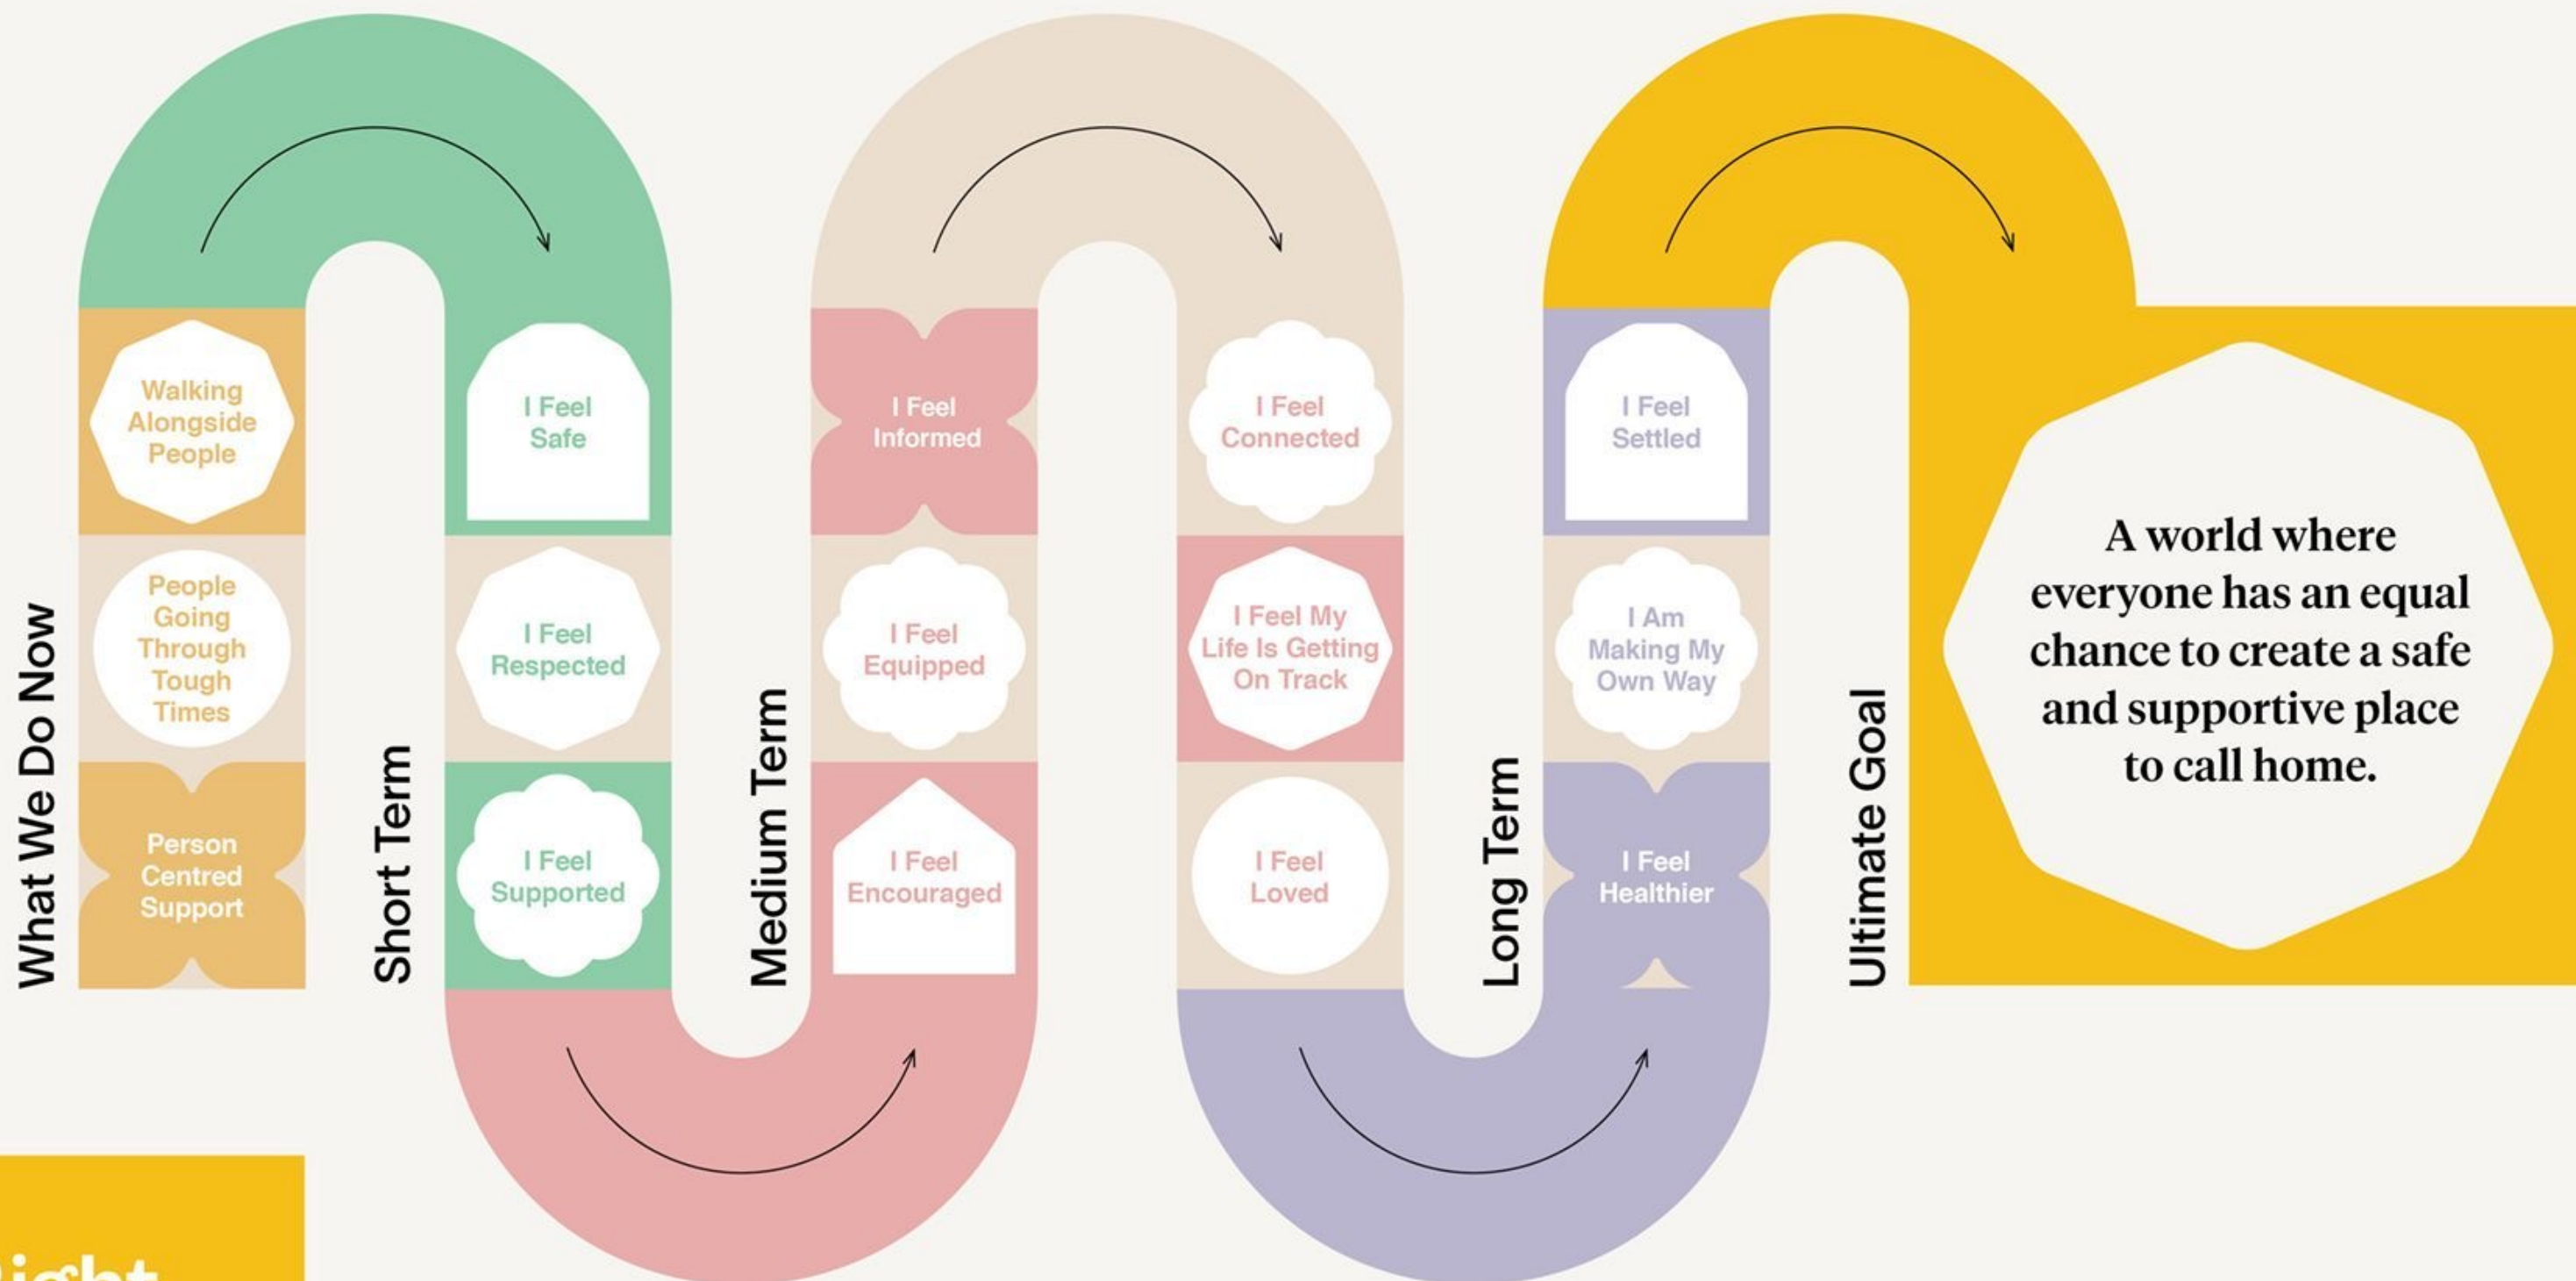 What We Do Now
Walking
Alongside
People
People
Going
Through
Tough
Times
Person
Centred
Support
Short Term
I Feel
Safe
I Feel
Respected
I Feel
Supported
Medium Term
I Feel
Informed
I Feel
Equipped
I Feel
Encouraged
I Feel
Connected
I Feel My
Life Is Getting
On Track
I Feel
Loved
Long Term
I Feel
Settled
I Am
Making My
Own Way
I Feel
Healthier
Ultimate Goal
A world where
everyone has an equal
chance to create a safe
and supportive place
to call home.